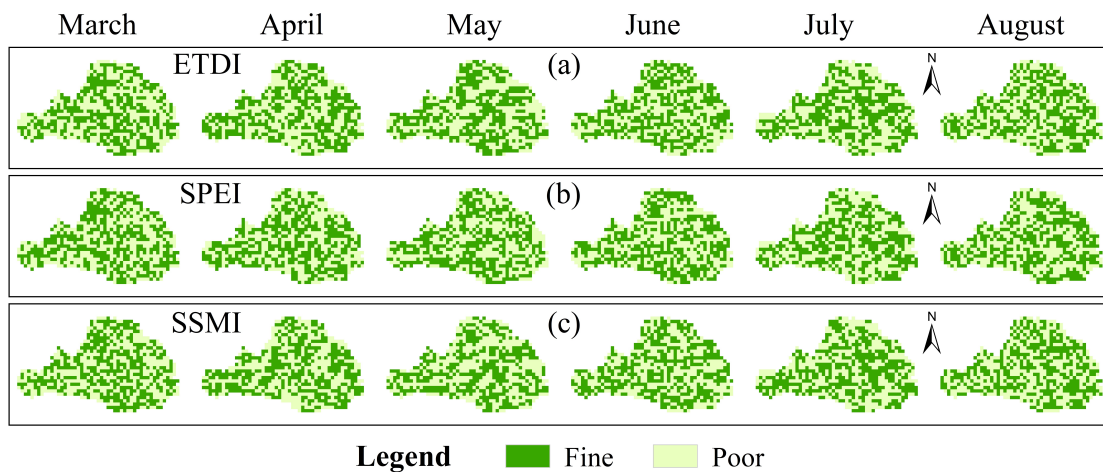 March April May June July August
ETDI (a) N
SPEI (b) N
SSMI (c) N
Legend Fine Poor